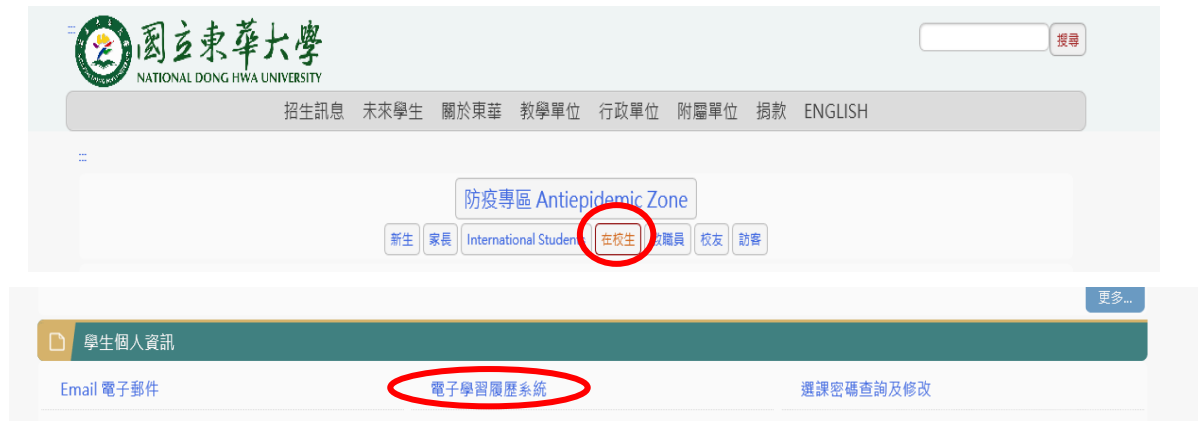 國立東華大學
NATIONAL DONG HWA UNIVERSITY
搜尋
招生訊息 未來學生 關於東華 教學單位 行政單位 附屬單位 捐款 ENGLISH
:::
防疫專區 Antiepidemic Zone
新生 家長 International Students 在校生 教職員 校友 訪客
更多...
學生個人資訊
Email 電子郵件 電子學習履歷系統 選課密碼查詢及修改